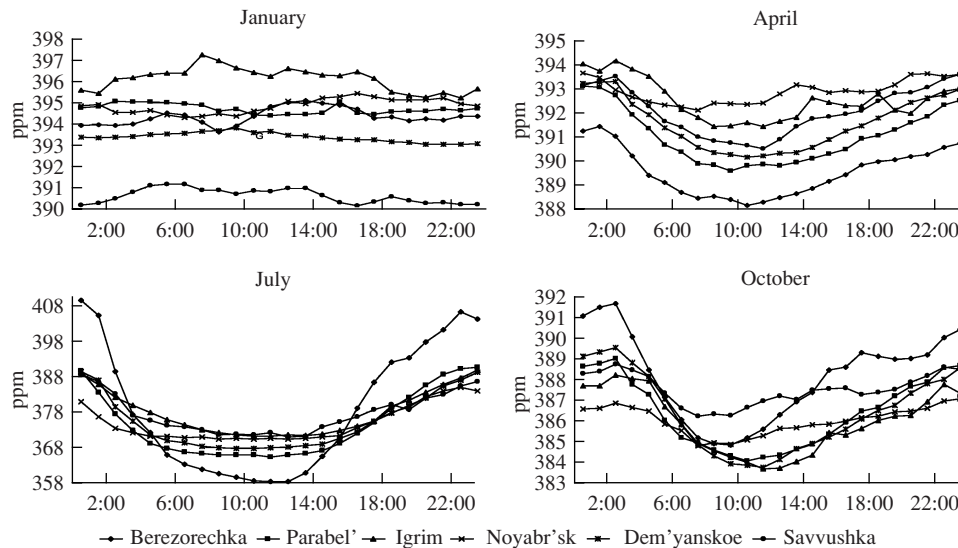 January
April
398
397
396
395
394
393
392
391
390
ppm
G
2:00 6:00 10:00 14:00 18:00 22:00
395
394
393
392
391
390
389
388
ppm
2:00 6:00 10:00 14:00 18:00 22:00
July
October
408
398
388
378
368
358
ppm
2:00 6:00 10:00 14:00 18:00 22:00
392
391
390
389
388
387
386
385
384
383
ppm
2:00 6:00 10:00 14:00 18:00 22:00
Berezorechka Parabel’ Igrim Noyabr’sk Dem’yanskoe Savvushka